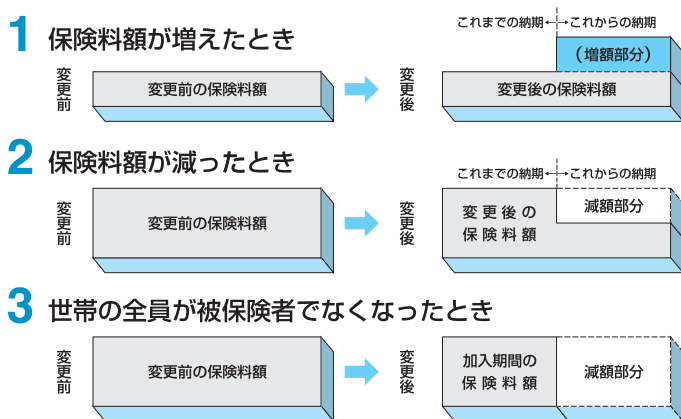 1 保険料額が増えたとき
これまでの納期←→これからの納期
変更前
変更前の保険料額
変更後
(増額部分)
変更後の保険料額
2 保険料額が減ったとき
これまでの納期←→これからの納期
変更前
変更前の保険料額
変更後
変更後の
保険料額
減額部分
3 世帯の全員が被保険者でなくなったとき
変更前
変更前の保険料額
変更後
加入期間の
保険料額
減額部分